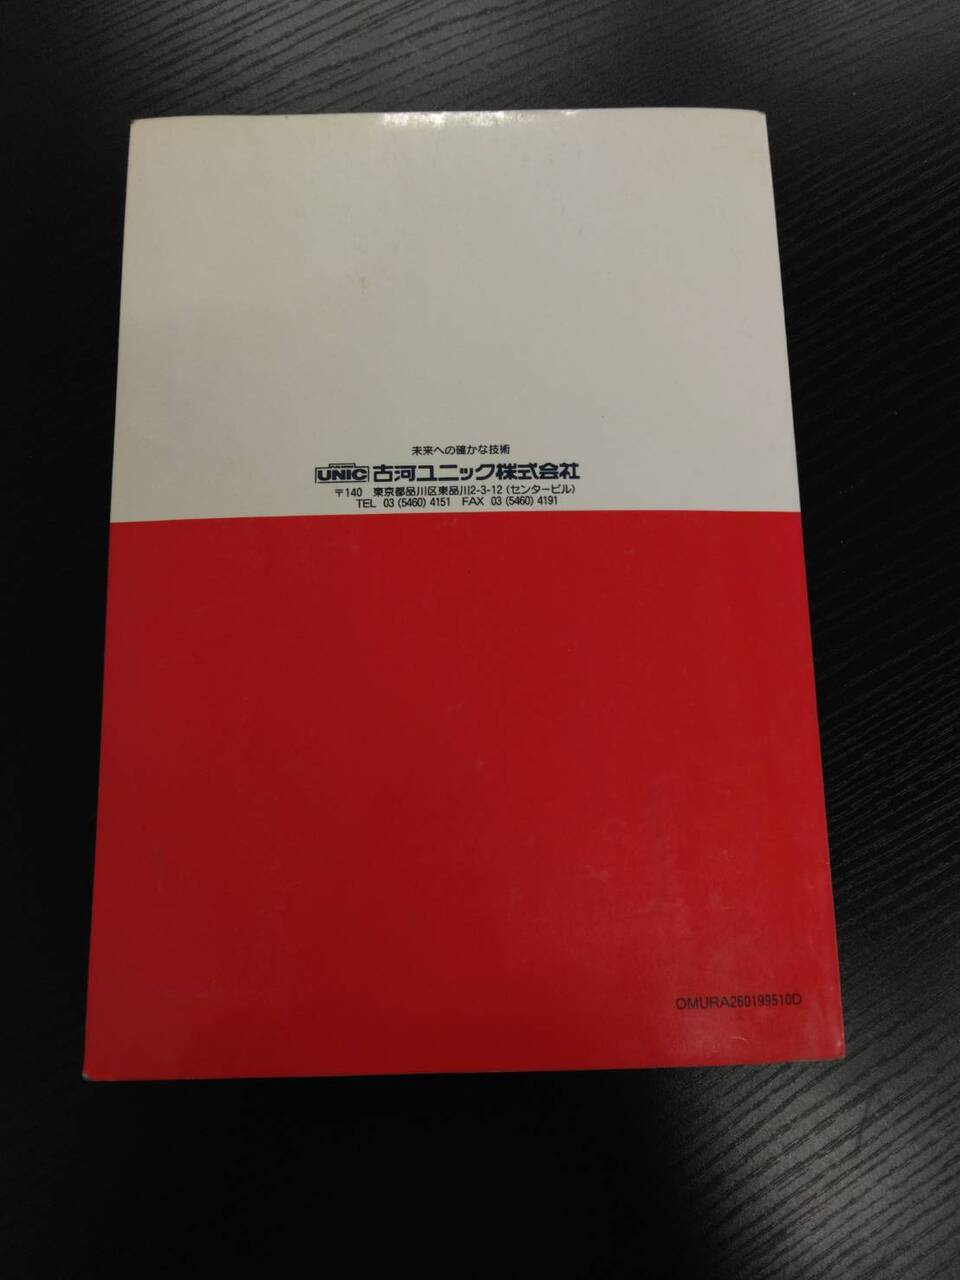 未来への確かな技術
UNIC 古河ユニック株式会社
〒140 東京都品川区東品川2-3-12 (センタービル)
TEL 03 (5460) 4151 FAX 03 (5460) 4191
OMURA260199510D